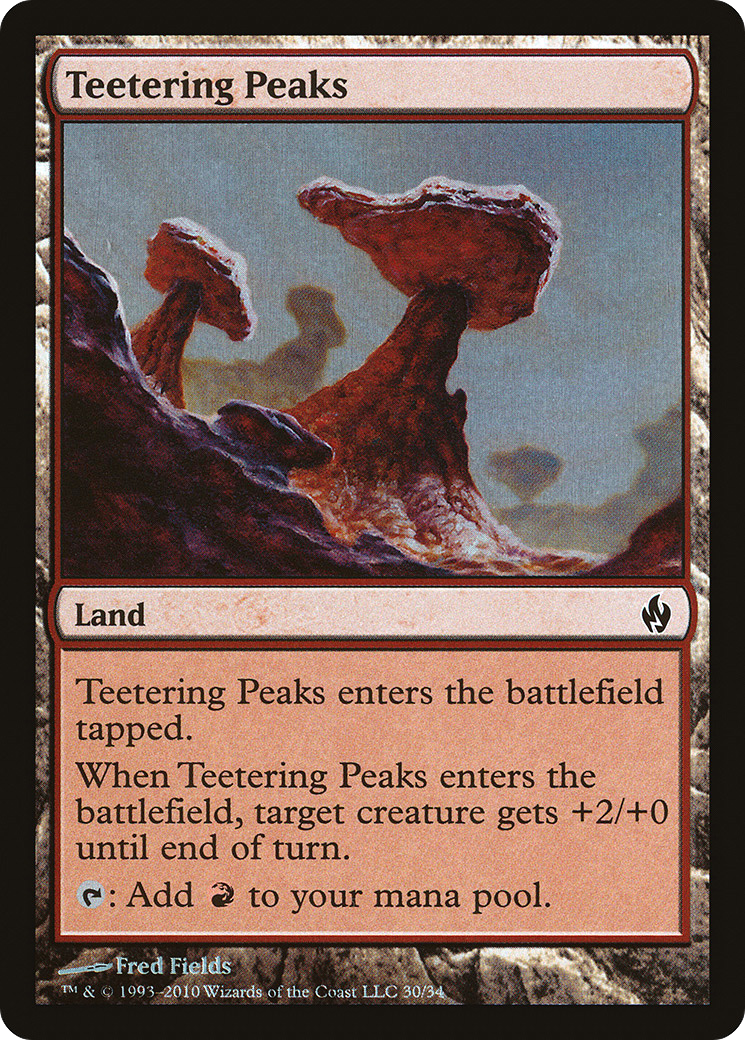 Teetering Peaks
Land
Teetering Peaks enters the battlefield
tapped.
When Teetering Peaks enters the
battlefield, target creature gets +2/+0
until end of turn.
: Add to your mana pool.
Fred Fields
™ & © 1993–2010 Wizards of the Coast LLC 30/34